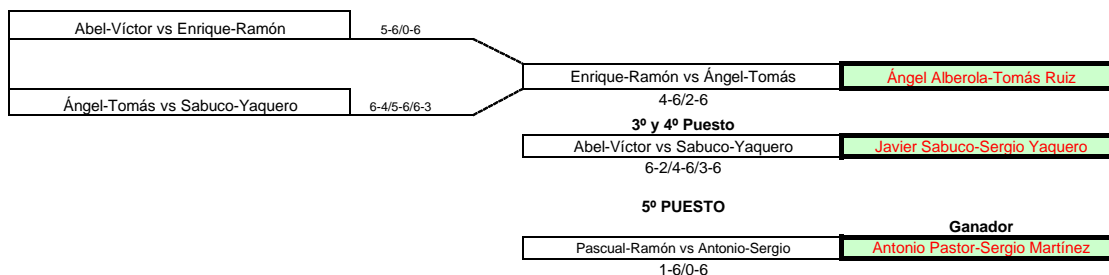 Abel-Víctor vs Enrique-Ramón 5-6/0-6
Enrique-Ramón vs Ángel-Tomás Ángel Alberola-Tomás Ruiz
Ángel-Tomás vs Sabuco-Yaquero 6-4/5-6/6-3
4-6/2-6
3º y 4º Puesto
Abel-Víctor vs Sabuco-Yaquero Javier Sabuco-Sergio Yaquero
6-2/4-6/3-6
5º PUESTO
Ganador
Pascual-Ramón vs Antonio-Sergio Antonio Pastor-Sergio Martínez
1-6/0-6